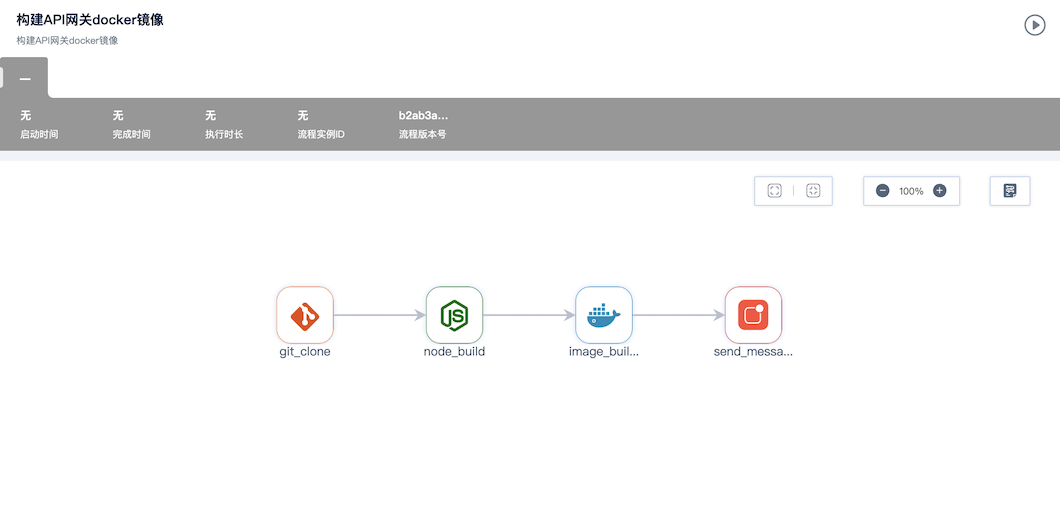 构建API网关docker镜像
构建API网关docker镜像
无 无 无 无 b2ab3a...
启动时间 完成时间 执行时长 流程实例ID 流程版本号
100%
JS
git_clone node_build image_buil... send_messa...